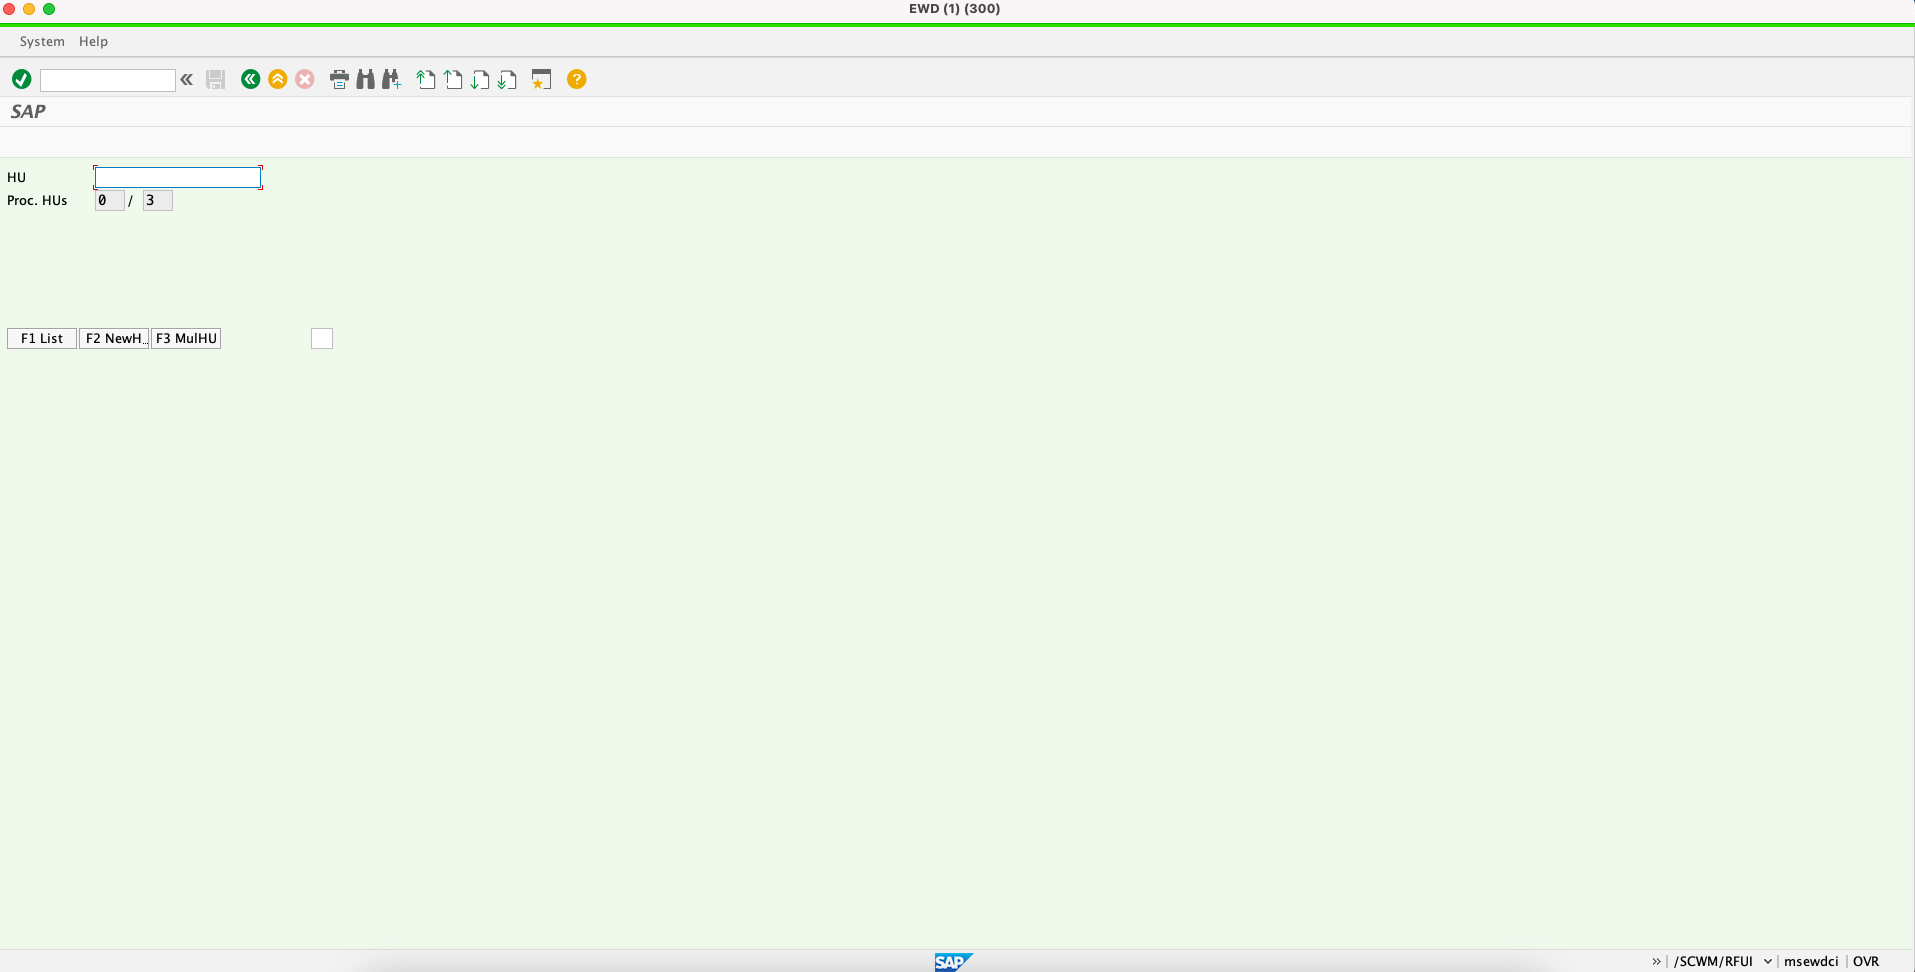 EWD (1) (300)
System Help
SAP
HU
Proc. HUs 0 / 3
F1 List F2 NewH… F3 MulHU
SAP
/SCWM/RFUI msewdci OVR